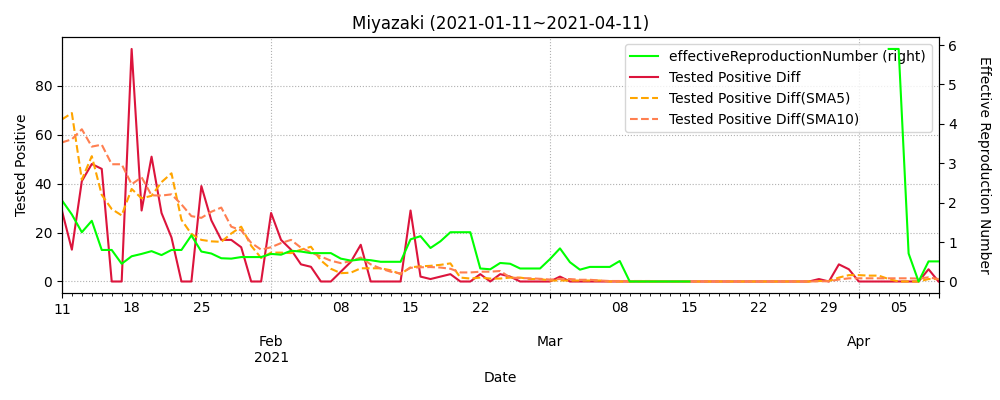 Miyazaki (2021-01-11~2021-04-11)
effectiveReproductionNumber (right)
Tested Positive Diff
Tested Positive Diff(SMA5)
Tested Positive Diff(SMA10)
Tested Positive
80
60
40
20
0
6
5
4
3
2
1
0
Effective Reproduction Number
11 18 25 08 15 22 08 15 22 29 05
Feb Mar Apr
2021
Date